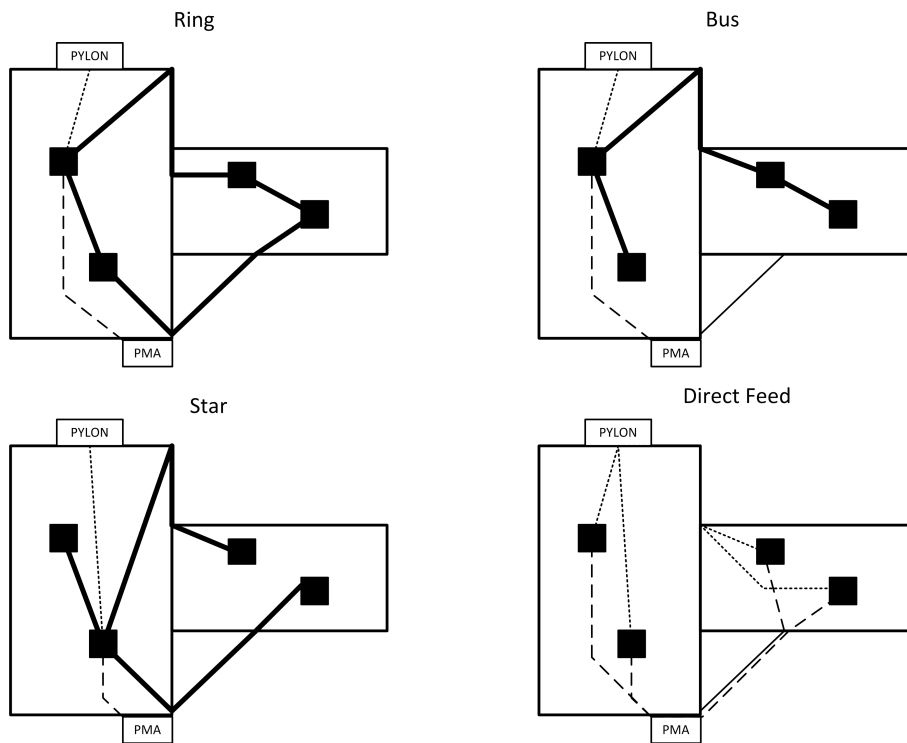 Ring
Bus
PYLON
PYLON
PMA
PMA
Star
Direct Feed
PYLON
PYLON
PMA
PMA